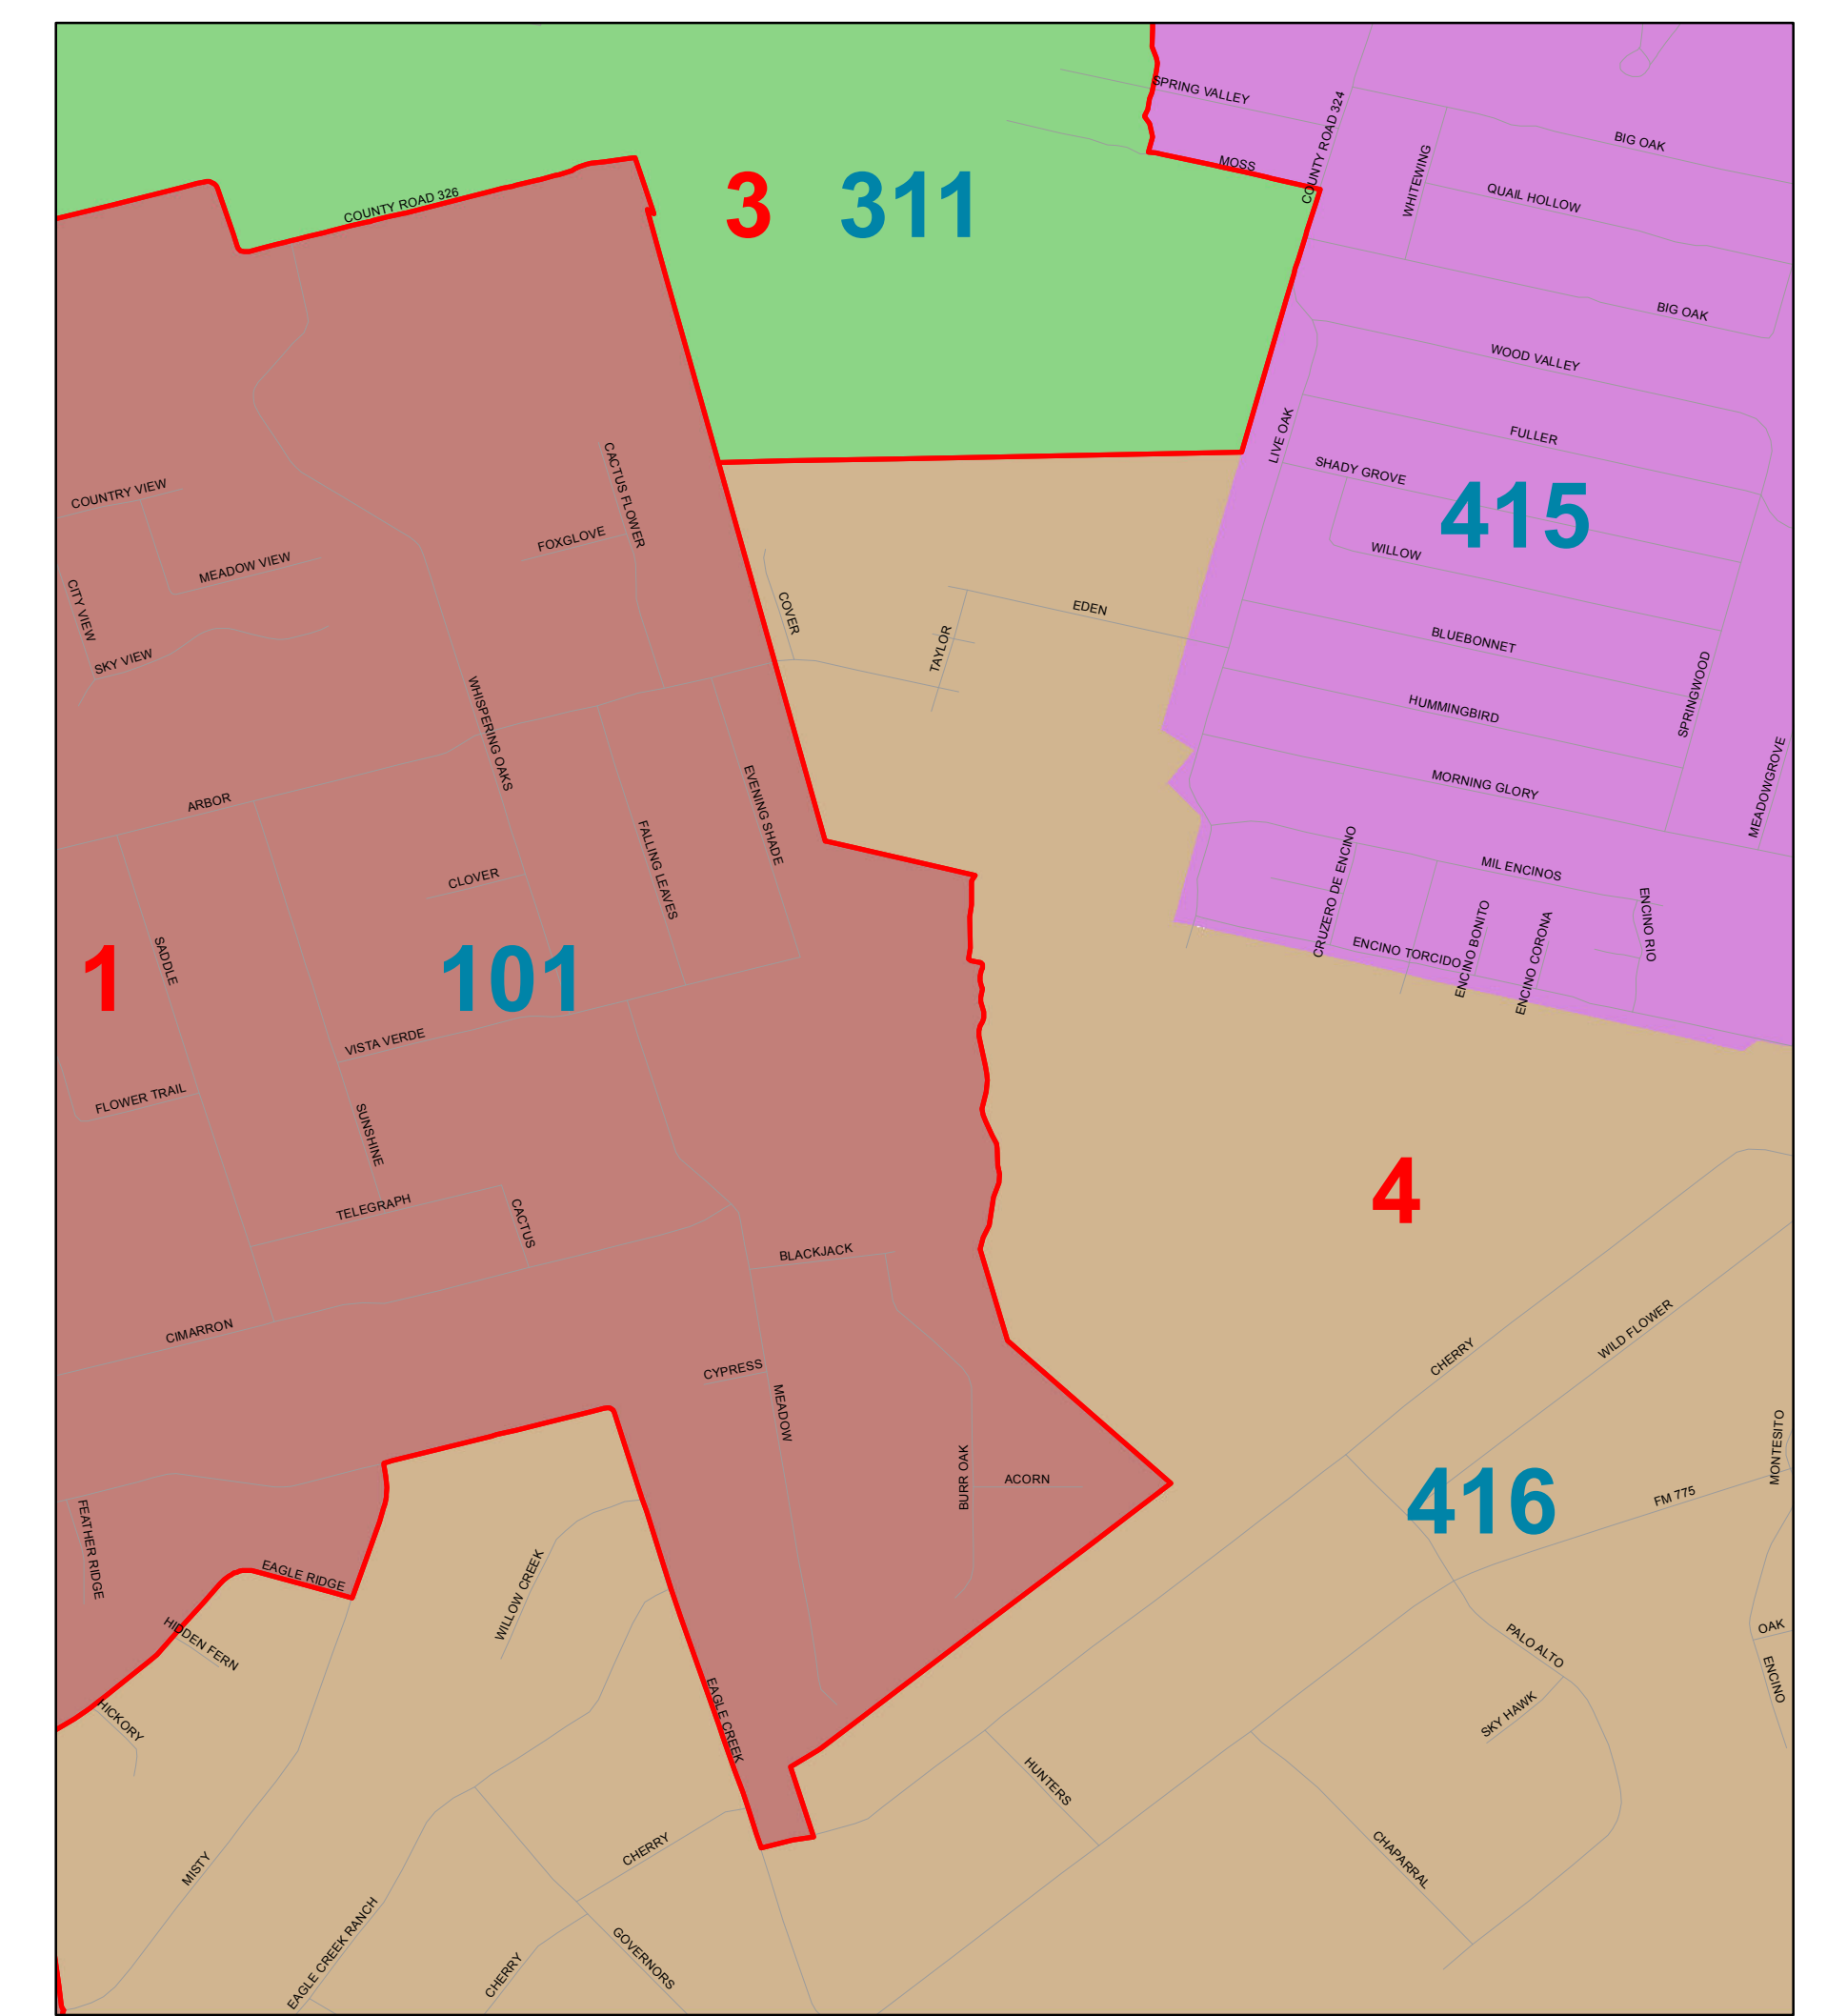 SPRING VALLEY
MOSS
COUNTY ROAD 324
WHITEWING
BIG OAK
QUAIL HOLLOW
BIG OAK
COUNTY ROAD 326
3
311
WOOD VALLEY
LIVE OAK
FULLER
SHADY GROVE
415
WILLOW
CACTUS FLOWER
FOXGLOVE
COUNTRY VIEW
MEADOW VIEW
CITY VIEW
SKY VIEW
COVER
TAYLOR
EDEN
BLUEBONNET
HUMMINGBIRD
SPRINGWOOD
MORNING GLORY
MEADOWGROVE
WHISPERING OAKS
ARBOR
EVENING SHADE
FALLING LEAVES
CLOVER
MIL ENCINOS
CRUZERO DE ENCINO
ENCINO TORCIDO
ENCINO BONITO
ENCINO CORONA
ENCINO RIO
SADDLE
1
101
VISTA VERDE
FLOWER TRAIL
SUNSHINE
TELEGRAPH
CACTUS
4
BLACKJACK
CIMARRON
CYPRESS
MEADOW
CHERRY
WILD FLOWER
BURR OAK
ACORN
MONTESITO
416
FM 775
FEATHER RIDGE
EAGLE RIDGE
HIDDEN FERN
WILLOW CREEK
HICKORY
EAGLE CREEK
PALO ALTO
OAK
ENCINO
SKY HAWK
HUNTERS
CHAPARRAL
MISTY
CHERRY
EAGLE CREEK RANCH
CHERRY
GOVERNORS